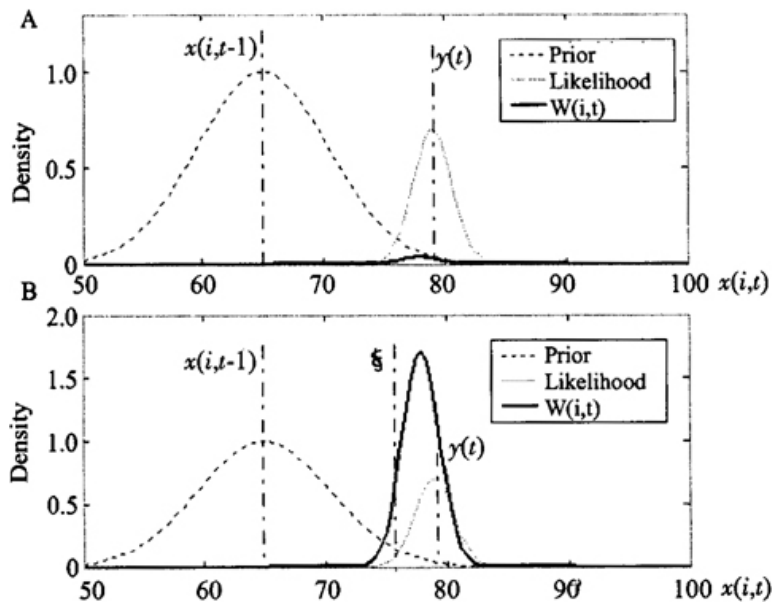 A
x(i,t-1)
y(t)
Prior
Likelihood
W(i,t)
Density
1.0
0.5
0
50
60
70
80
90
100
x(i,t)
B
2.0
x(i,t-1)
Prior
Likelihood
W(i,t)
1.5
Density
y(t)
1.0
0.5
0
50
60
70
80
90
100
x(i,t)